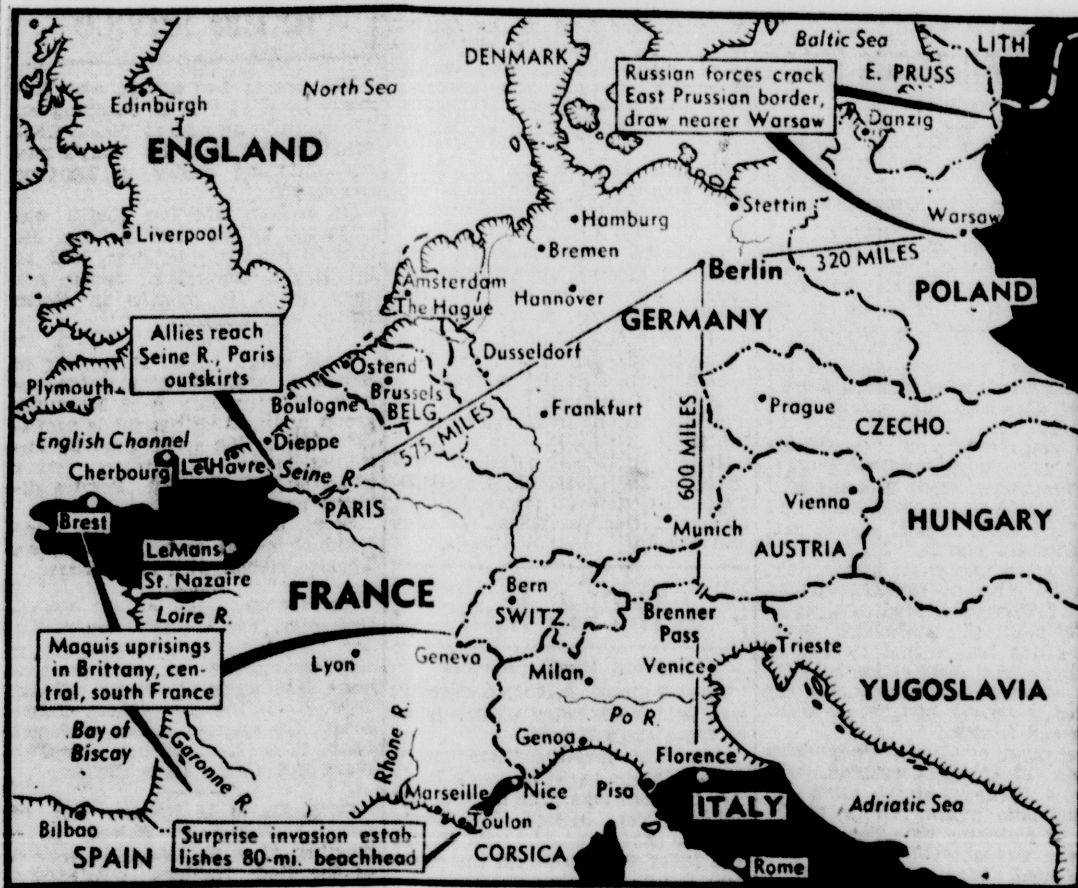 DENMARK
Baltic Sea
LITH
E. PRUSS
Russian forces crack
East Prussian border,
draw nearer Warsaw
North Sea
Edinburgh
ENGLAND
Danzig
Hamburg
Stettin
Warsaw
Liverpool
Bremen
Berlin
320 MILES
Amsterdam
The Hague
Hannover
POLAND
GERMANY
Allies reach
Seine R., Paris
outskirts
Dusseldorf
Ostend
Plymouth
Brussels
BELG.
Boulogne
Frankfurt
Prague
575 MILES
CZECHO.
English Channel
Dieppe
Cherbourg
LeHavre
Seine R.
600 MILES
PARIS
Vienna
Brest
Munich
HUNGARY
LeMans
AUSTRIA
St. Nazaire
FRANCE
Bern
SWITZ.
Brenner
Pass
Loire R.
Maquis uprisings
in Brittany, cen-
tral, south France
Lyon
Geneva
Milan
Venice
Trieste
YUGOSLAVIA
Po R.
Bay of
Biscay
Garonne R.
Rhone R.
Genoa
Florence
Marseille
Nice
Pisa
ITALY
Adriatic Sea
Toulon
Bilbao
SPAIN
Surprise invasion estab-
lishes 80-mi. beachhead
CORSICA
Rome